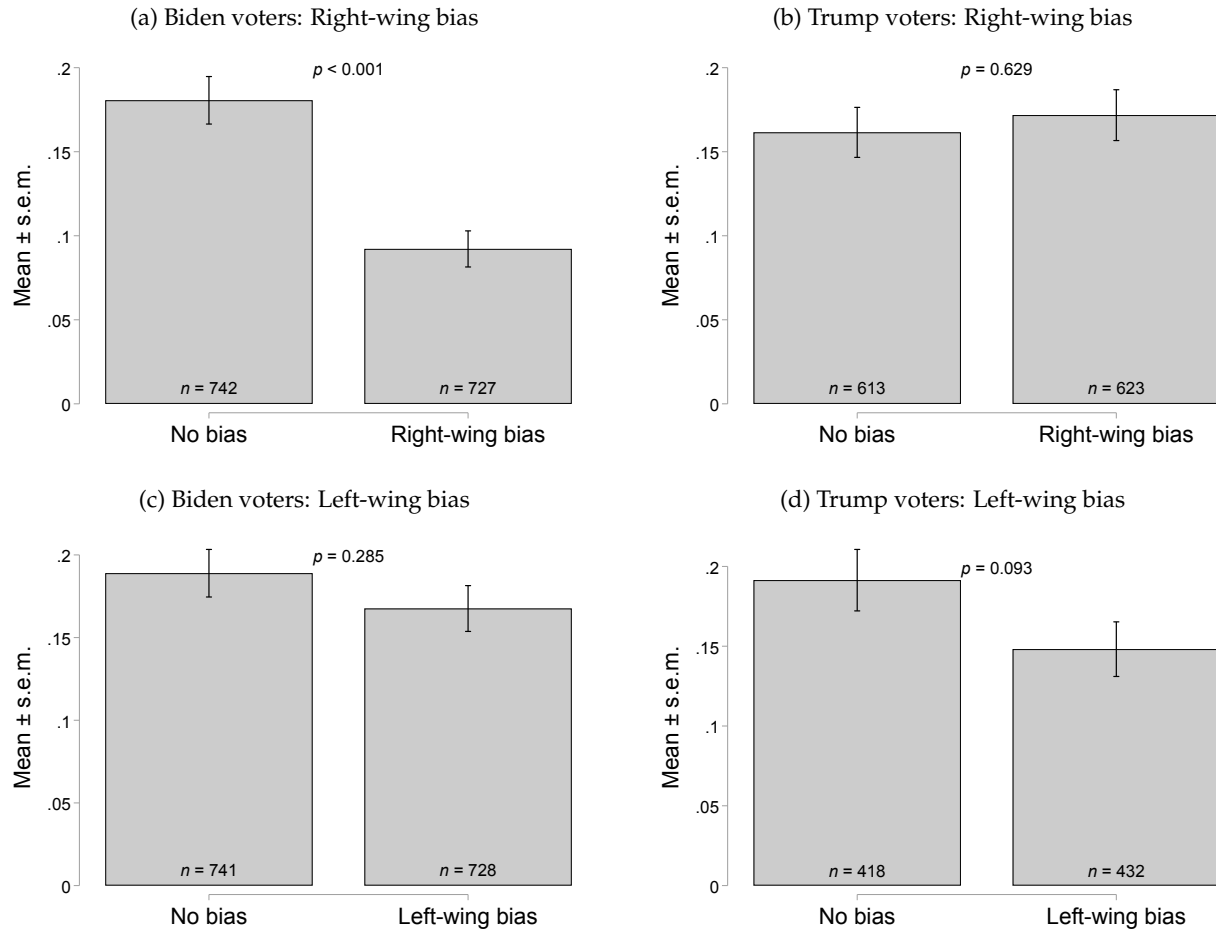 (a) Biden voters: Right-wing bias
Mean ± s.e.m.
.2
.15
.1
.05
0
p < 0.001
n = 742
n = 727
No bias
Right-wing bias
(b) Trump voters: Right-wing bias
Mean ± s.e.m.
.2
.15
.1
.05
0
p = 0.629
n = 613
n = 623
No bias
Right-wing bias
(c) Biden voters: Left-wing bias
Mean ± s.e.m.
.2
.15
.1
.05
0
p = 0.285
n = 741
n = 728
No bias
Left-wing bias
(d) Trump voters: Left-wing bias
Mean ± s.e.m.
.2
.15
.1
.05
0
p = 0.093
n = 418
n = 432
No bias
Left-wing bias